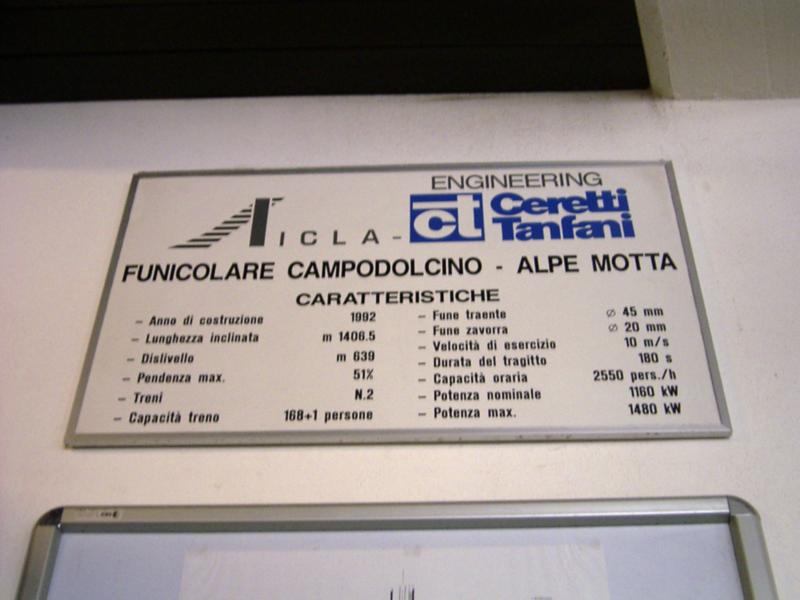 ENGINEERING
ICLA - ct Ceretti Tanfani
FUNICOLARE CAMPODOLCINO - ALPE MOTTA
CARATTERISTICHE
- Anno di costruzione 1992
- Lunghezza inclinata m 1406.5
- Dislivello m 639
- Pendenza max. 51%
- Treni N.2
- Capacità treno 168+1 persone
- Fune traente ∅ 45 mm
- Fune zavorra ∅ 20 mm
- Velocità di esercizio 10 m/s
- Durata del tragitto 180 s
- Capacità oraria 2550 pers./h
- Potenza nominale 1160 kW
- Potenza max. 1480 kW